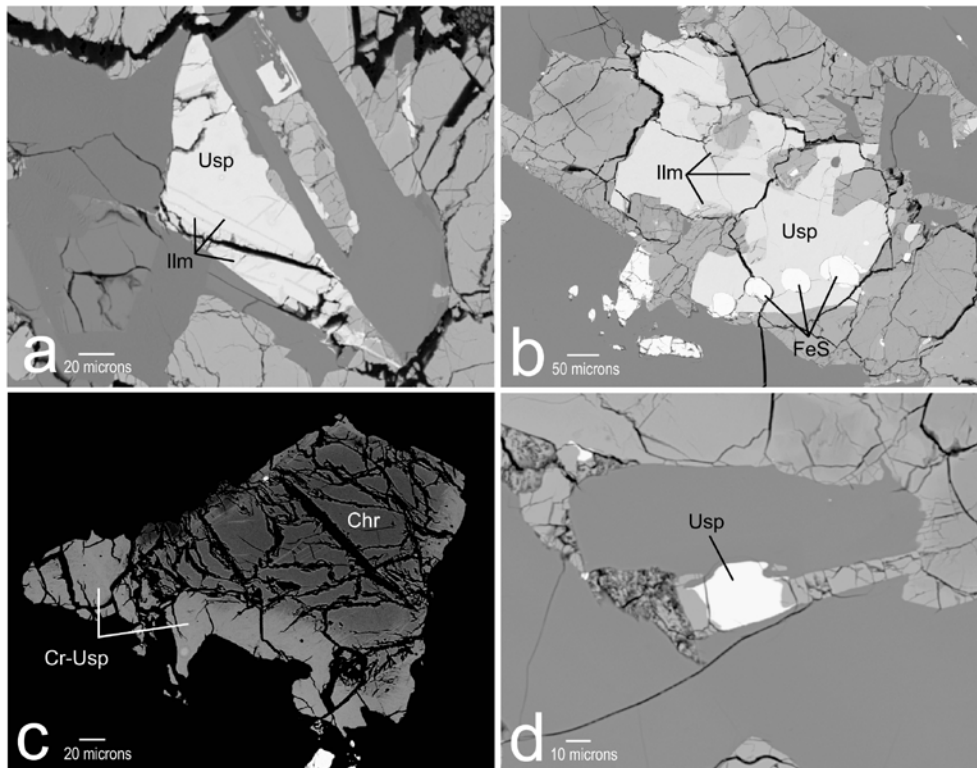 Usp
Ilm
a
20 microns
Ilm
Usp
FeS
b
50 microns
Chr
Cr-Usp
c
20 microns
Usp
d
10 microns